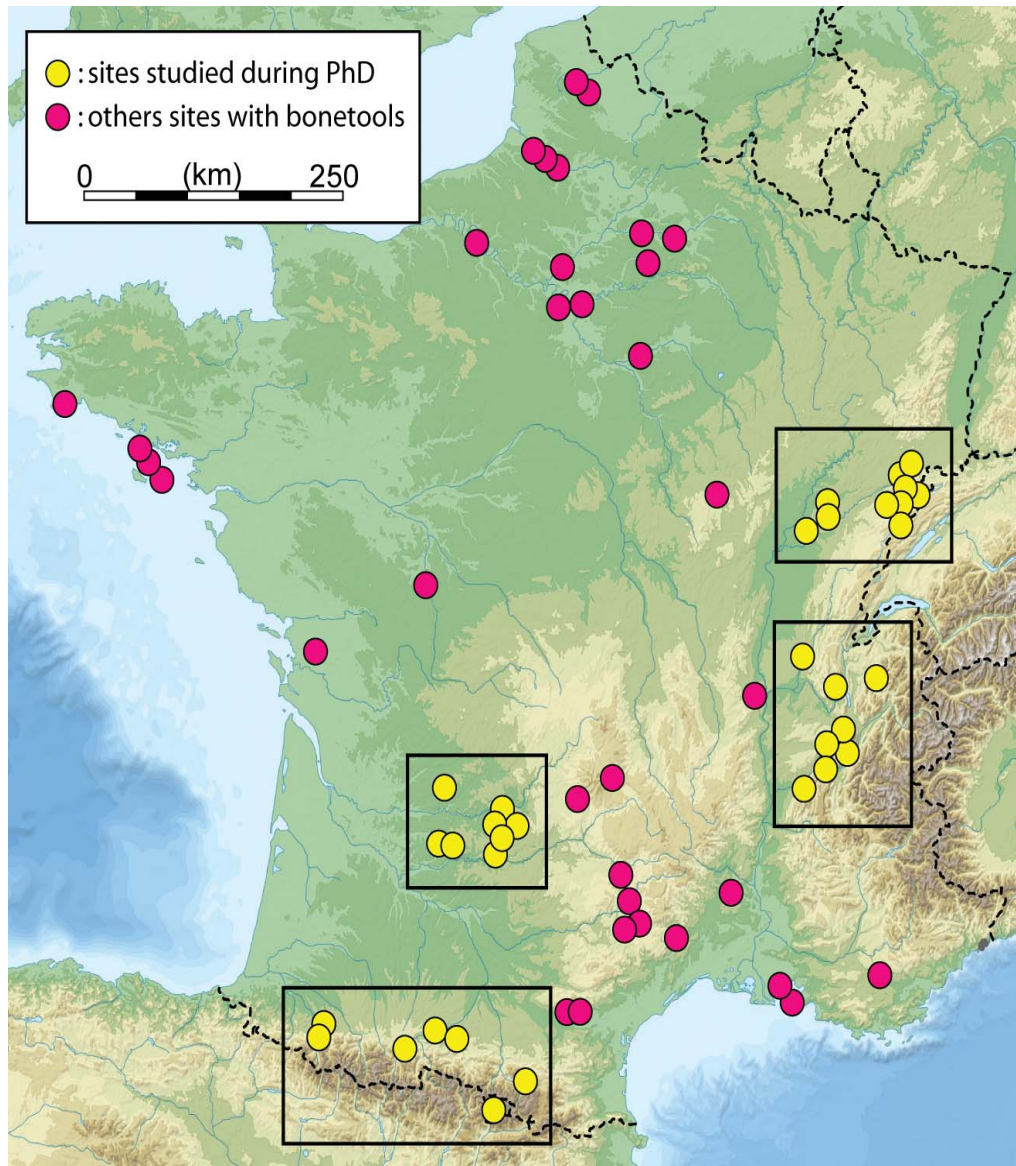 : sites studied during PhD
: others sites with bonetools
0 (km) 250